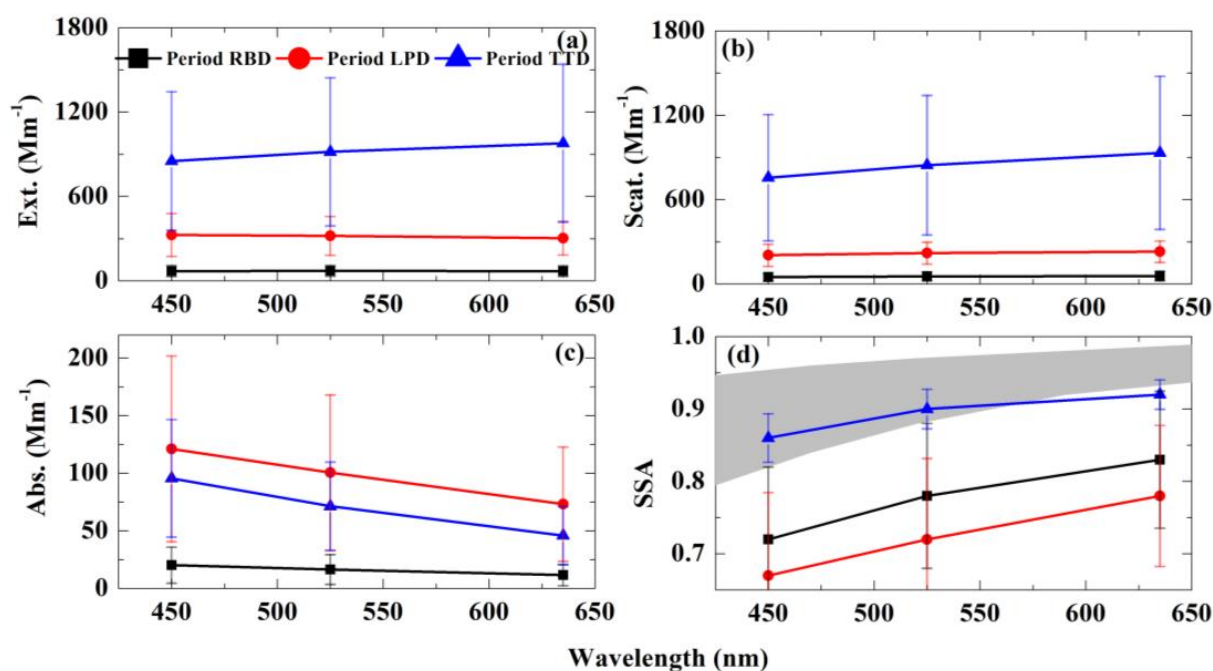 1800
1200
600
0
Ext. (Mm⁻¹)
(a)
Period RBD Period LPD Period TTD
450 500 550 600 650
1800
1200
600
0
Scat. (Mm⁻¹)
(b)
450 500 550 600 650
200
150
100
50
0
Abs. (Mm⁻¹)
(c)
450 500 550 600 650
1.0
0.9
0.8
0.7
SSA
(d)
450 500 550 600 650
Wavelength (nm)